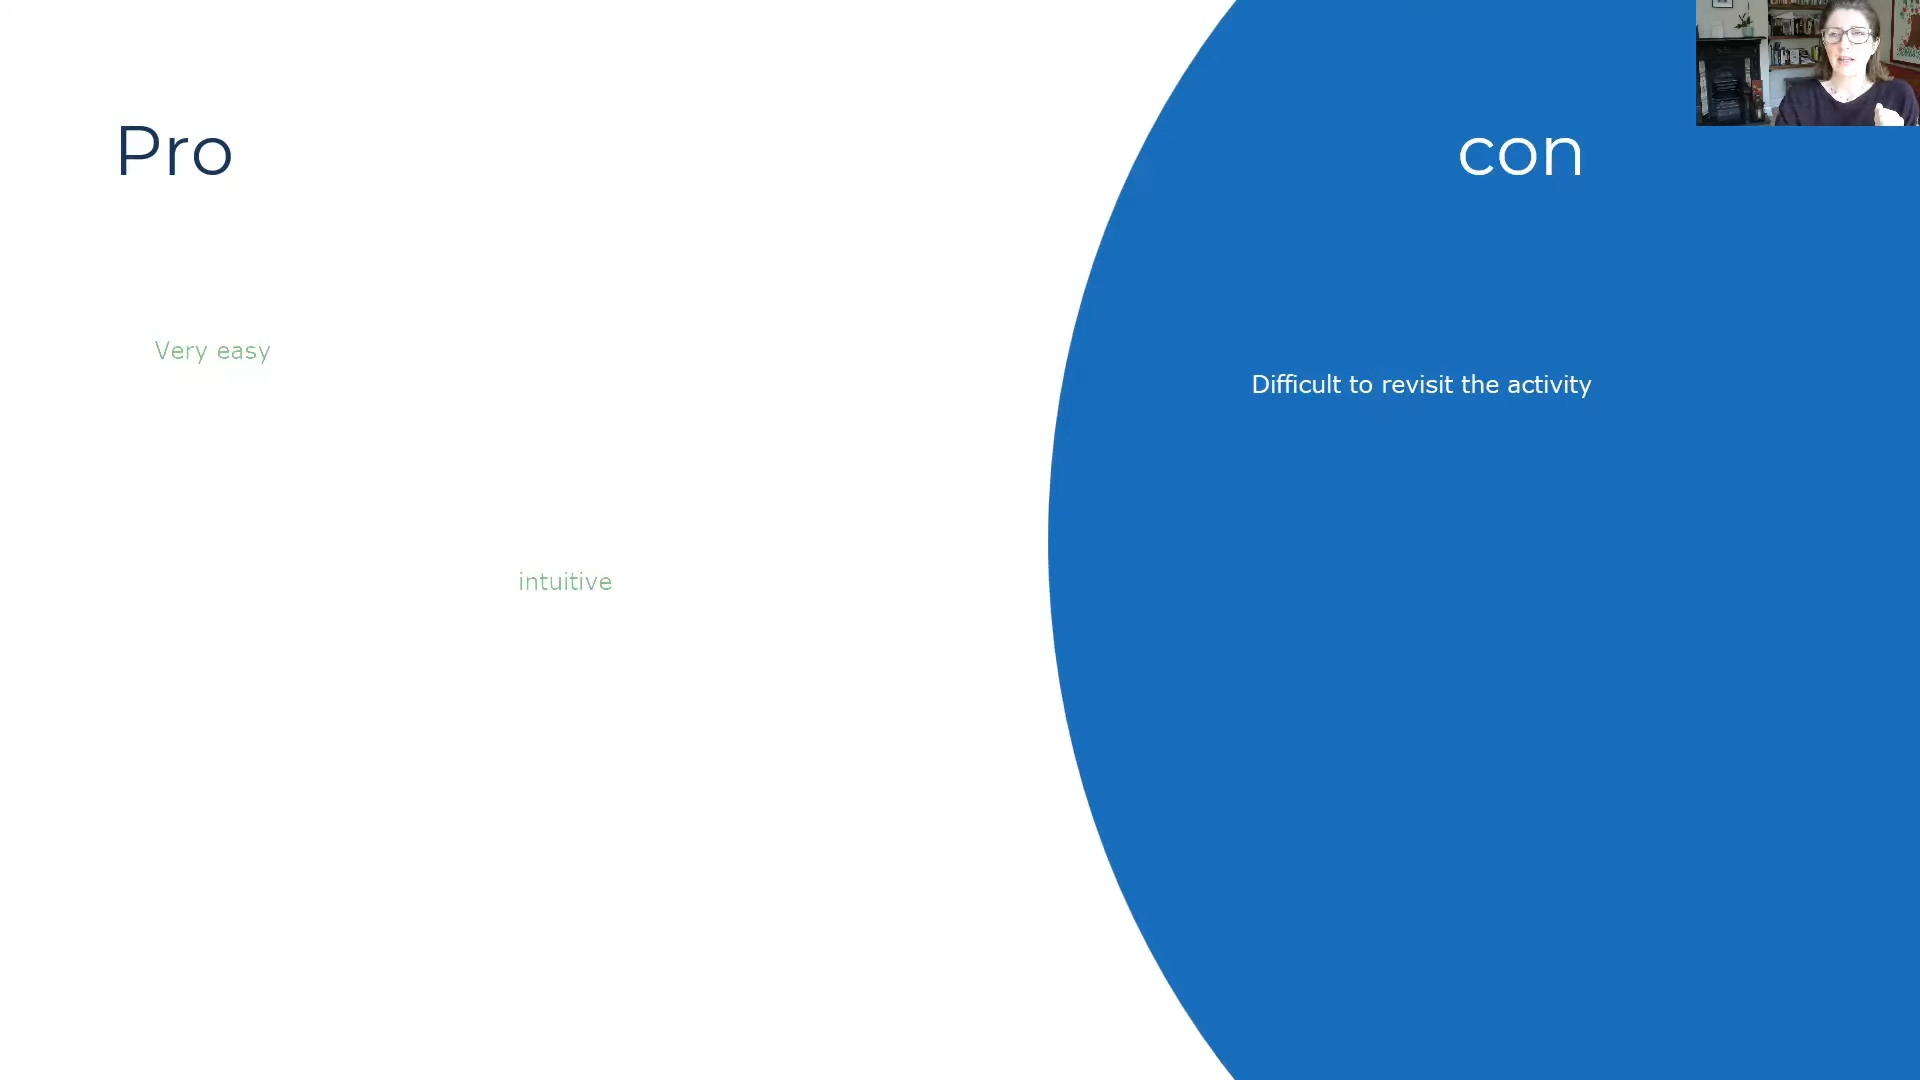 Pro
Very easy
intuitive
con
Difficult to revisit the activity